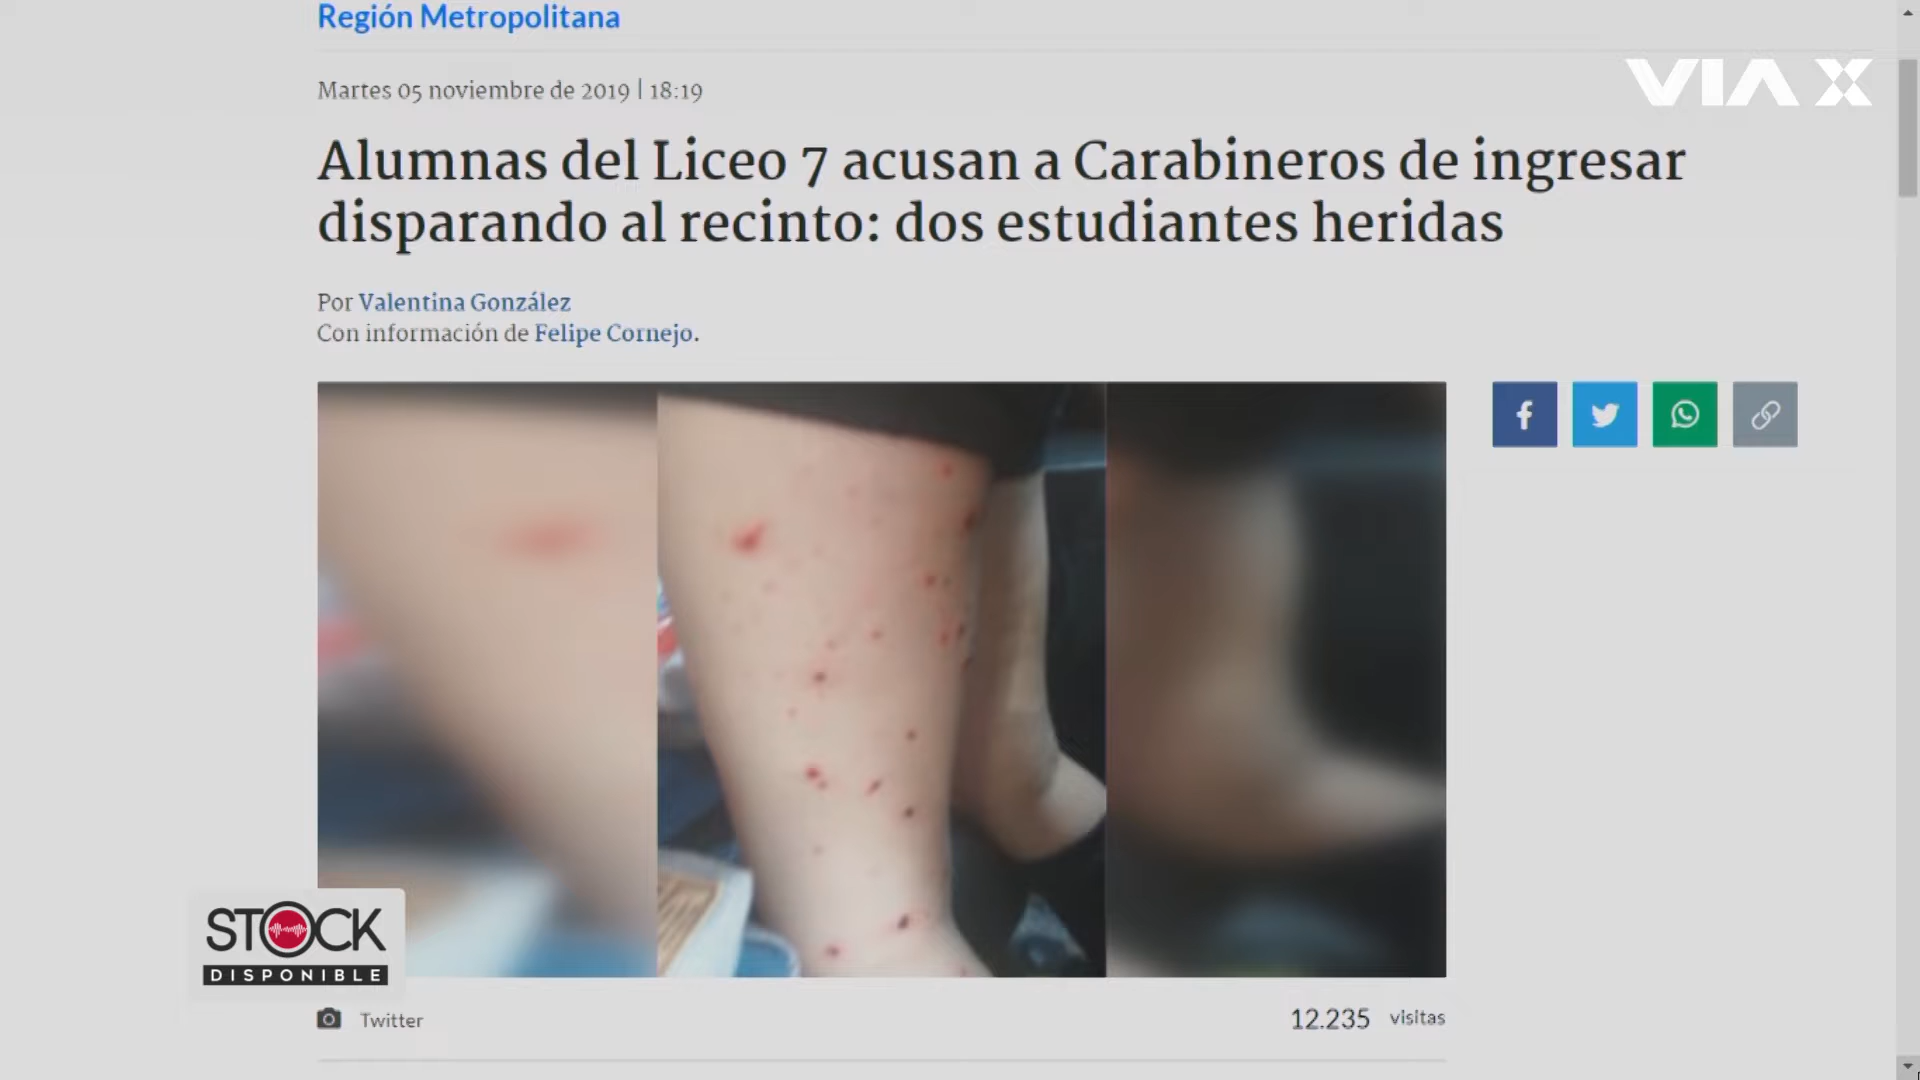 Región Metropolitana
VIA X
Martes 05 noviembre de 2019 | 18:19
Alumnas del Liceo 7 acusan a Carabineros de ingresar
disparando al recinto: dos estudiantes heridas
Por Valentina González
Con información de Felipe Cornejo.
STOCK
DISPONIBLE
Twitter
12.235 visitas